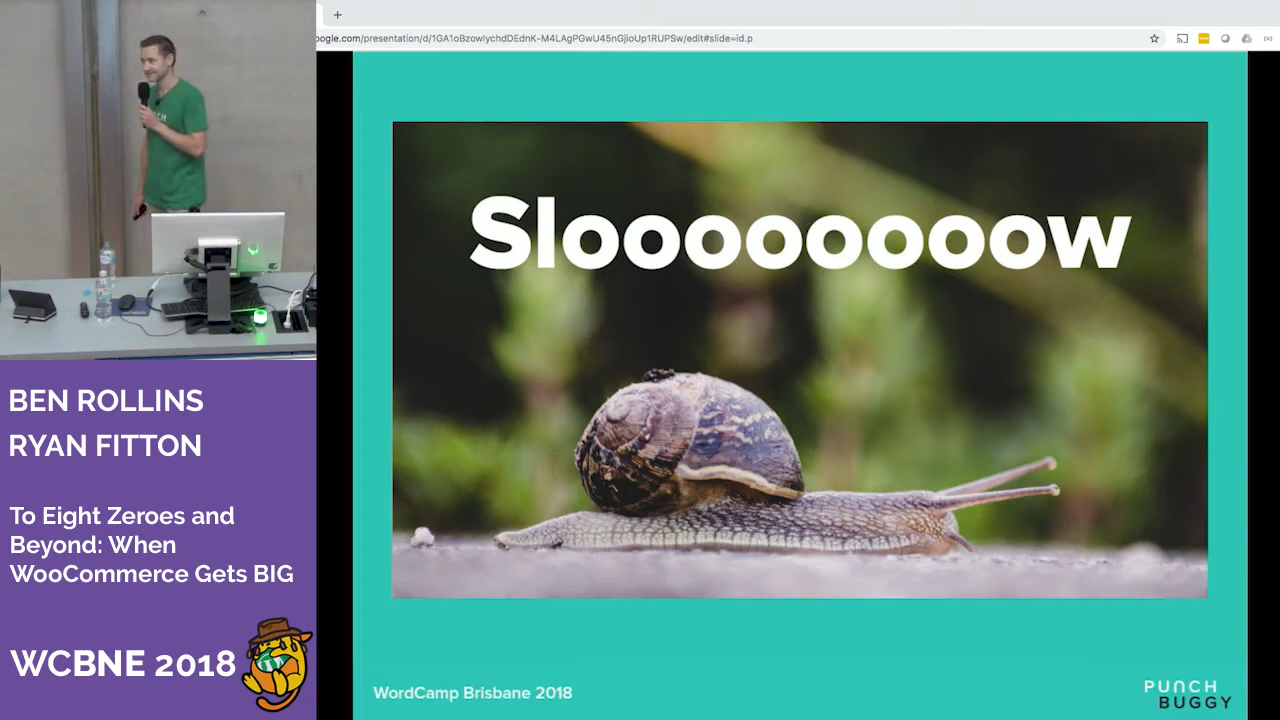 oogle.com/presentation/d/1GA1oBzowIychdDEdnK-M4LAgPGwU45nGjioUp1RUPSw/edit#slide=id.p
Slooooooooow
BEN ROLLINS
RYAN FITTON
To Eight Zeroes and
Beyond: When
WooCommerce Gets BIG
WCBNE 2018
WordCamp Brisbane 2018
PUNCH
BUGGY